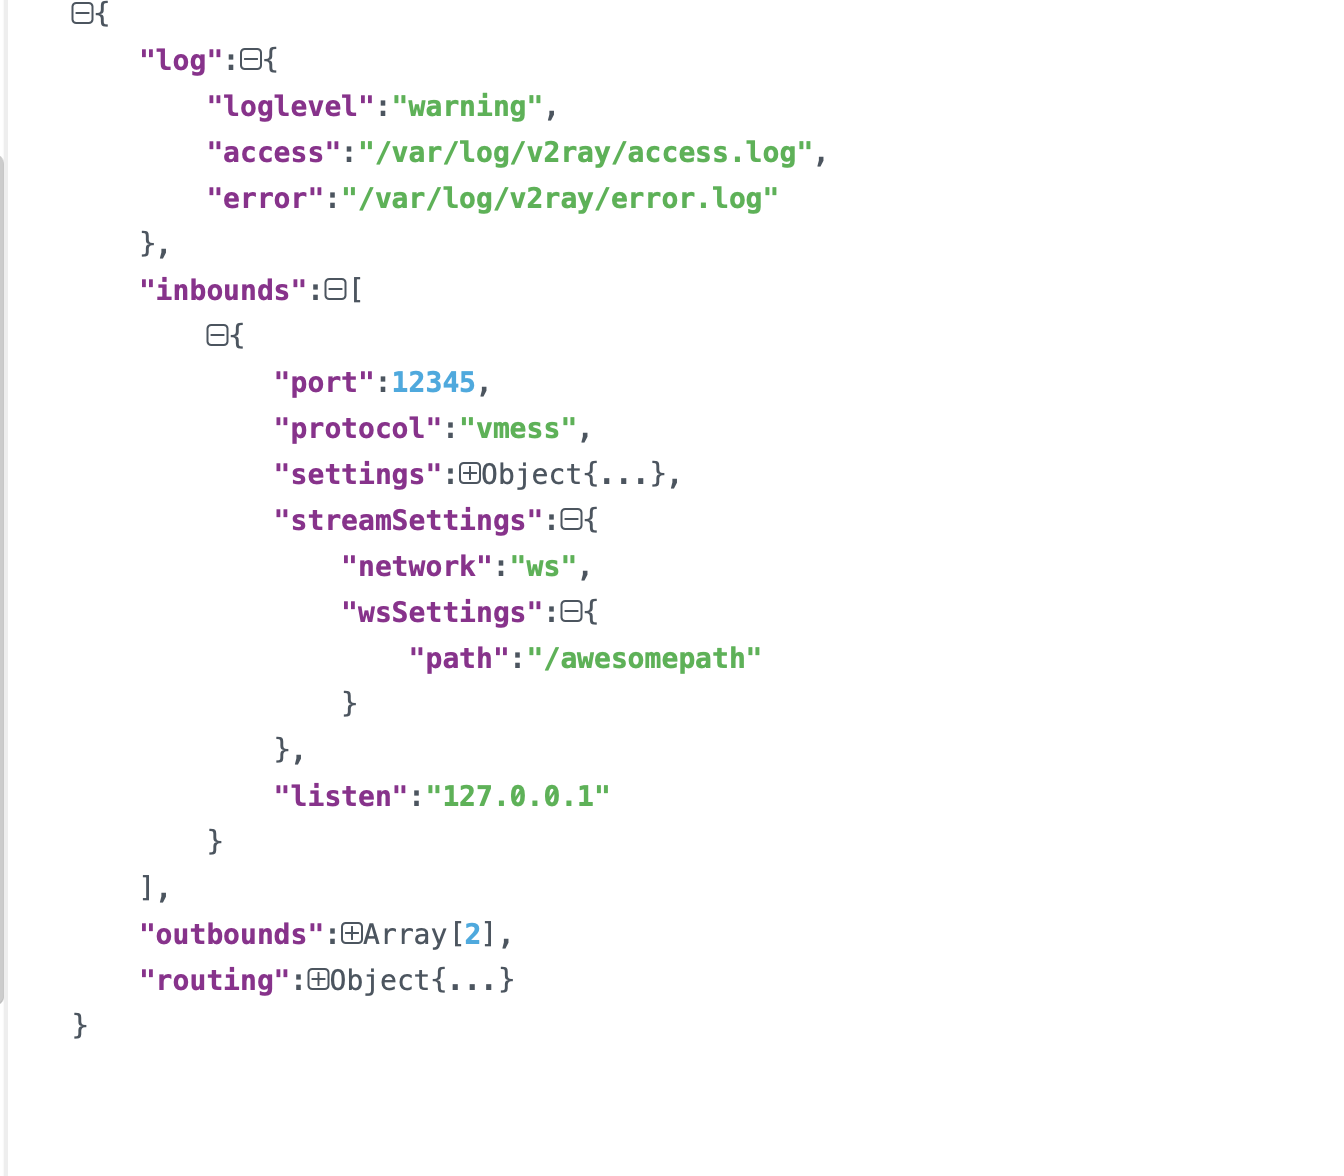 {
"log":{
"loglevel":"warning",
"access":"/var/log/v2ray/access.log",
"error":"/var/log/v2ray/error.log"
},
"inbounds":[
{
"port":12345,
"protocol":"vmess",
"settings":Object{...},
"streamSettings":{
"network":"ws",
"wsSettings":{
"path":"/awesomepath"
}
},
"listen":"127.0.0.1"
}
],
"outbounds":Array[2],
"routing":Object{...}
}